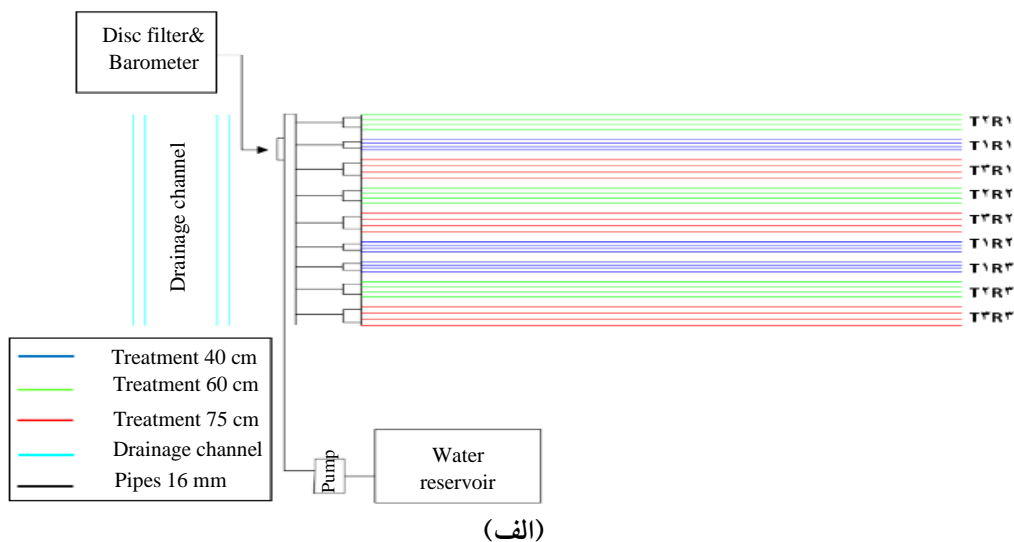 Disc filter&
Barometer
Drainage channel
T۲R۱
T۱R۱
T۳R۱
T۲R۲
T۳R۲
T۱R۲
T۱R۳
T۲R۳
T۳R۳
Treatment 40 cm
Treatment 60 cm
Treatment 75 cm
Drainage channel
Pipes 16 mm
Pump
Water
reservoir
(الف)